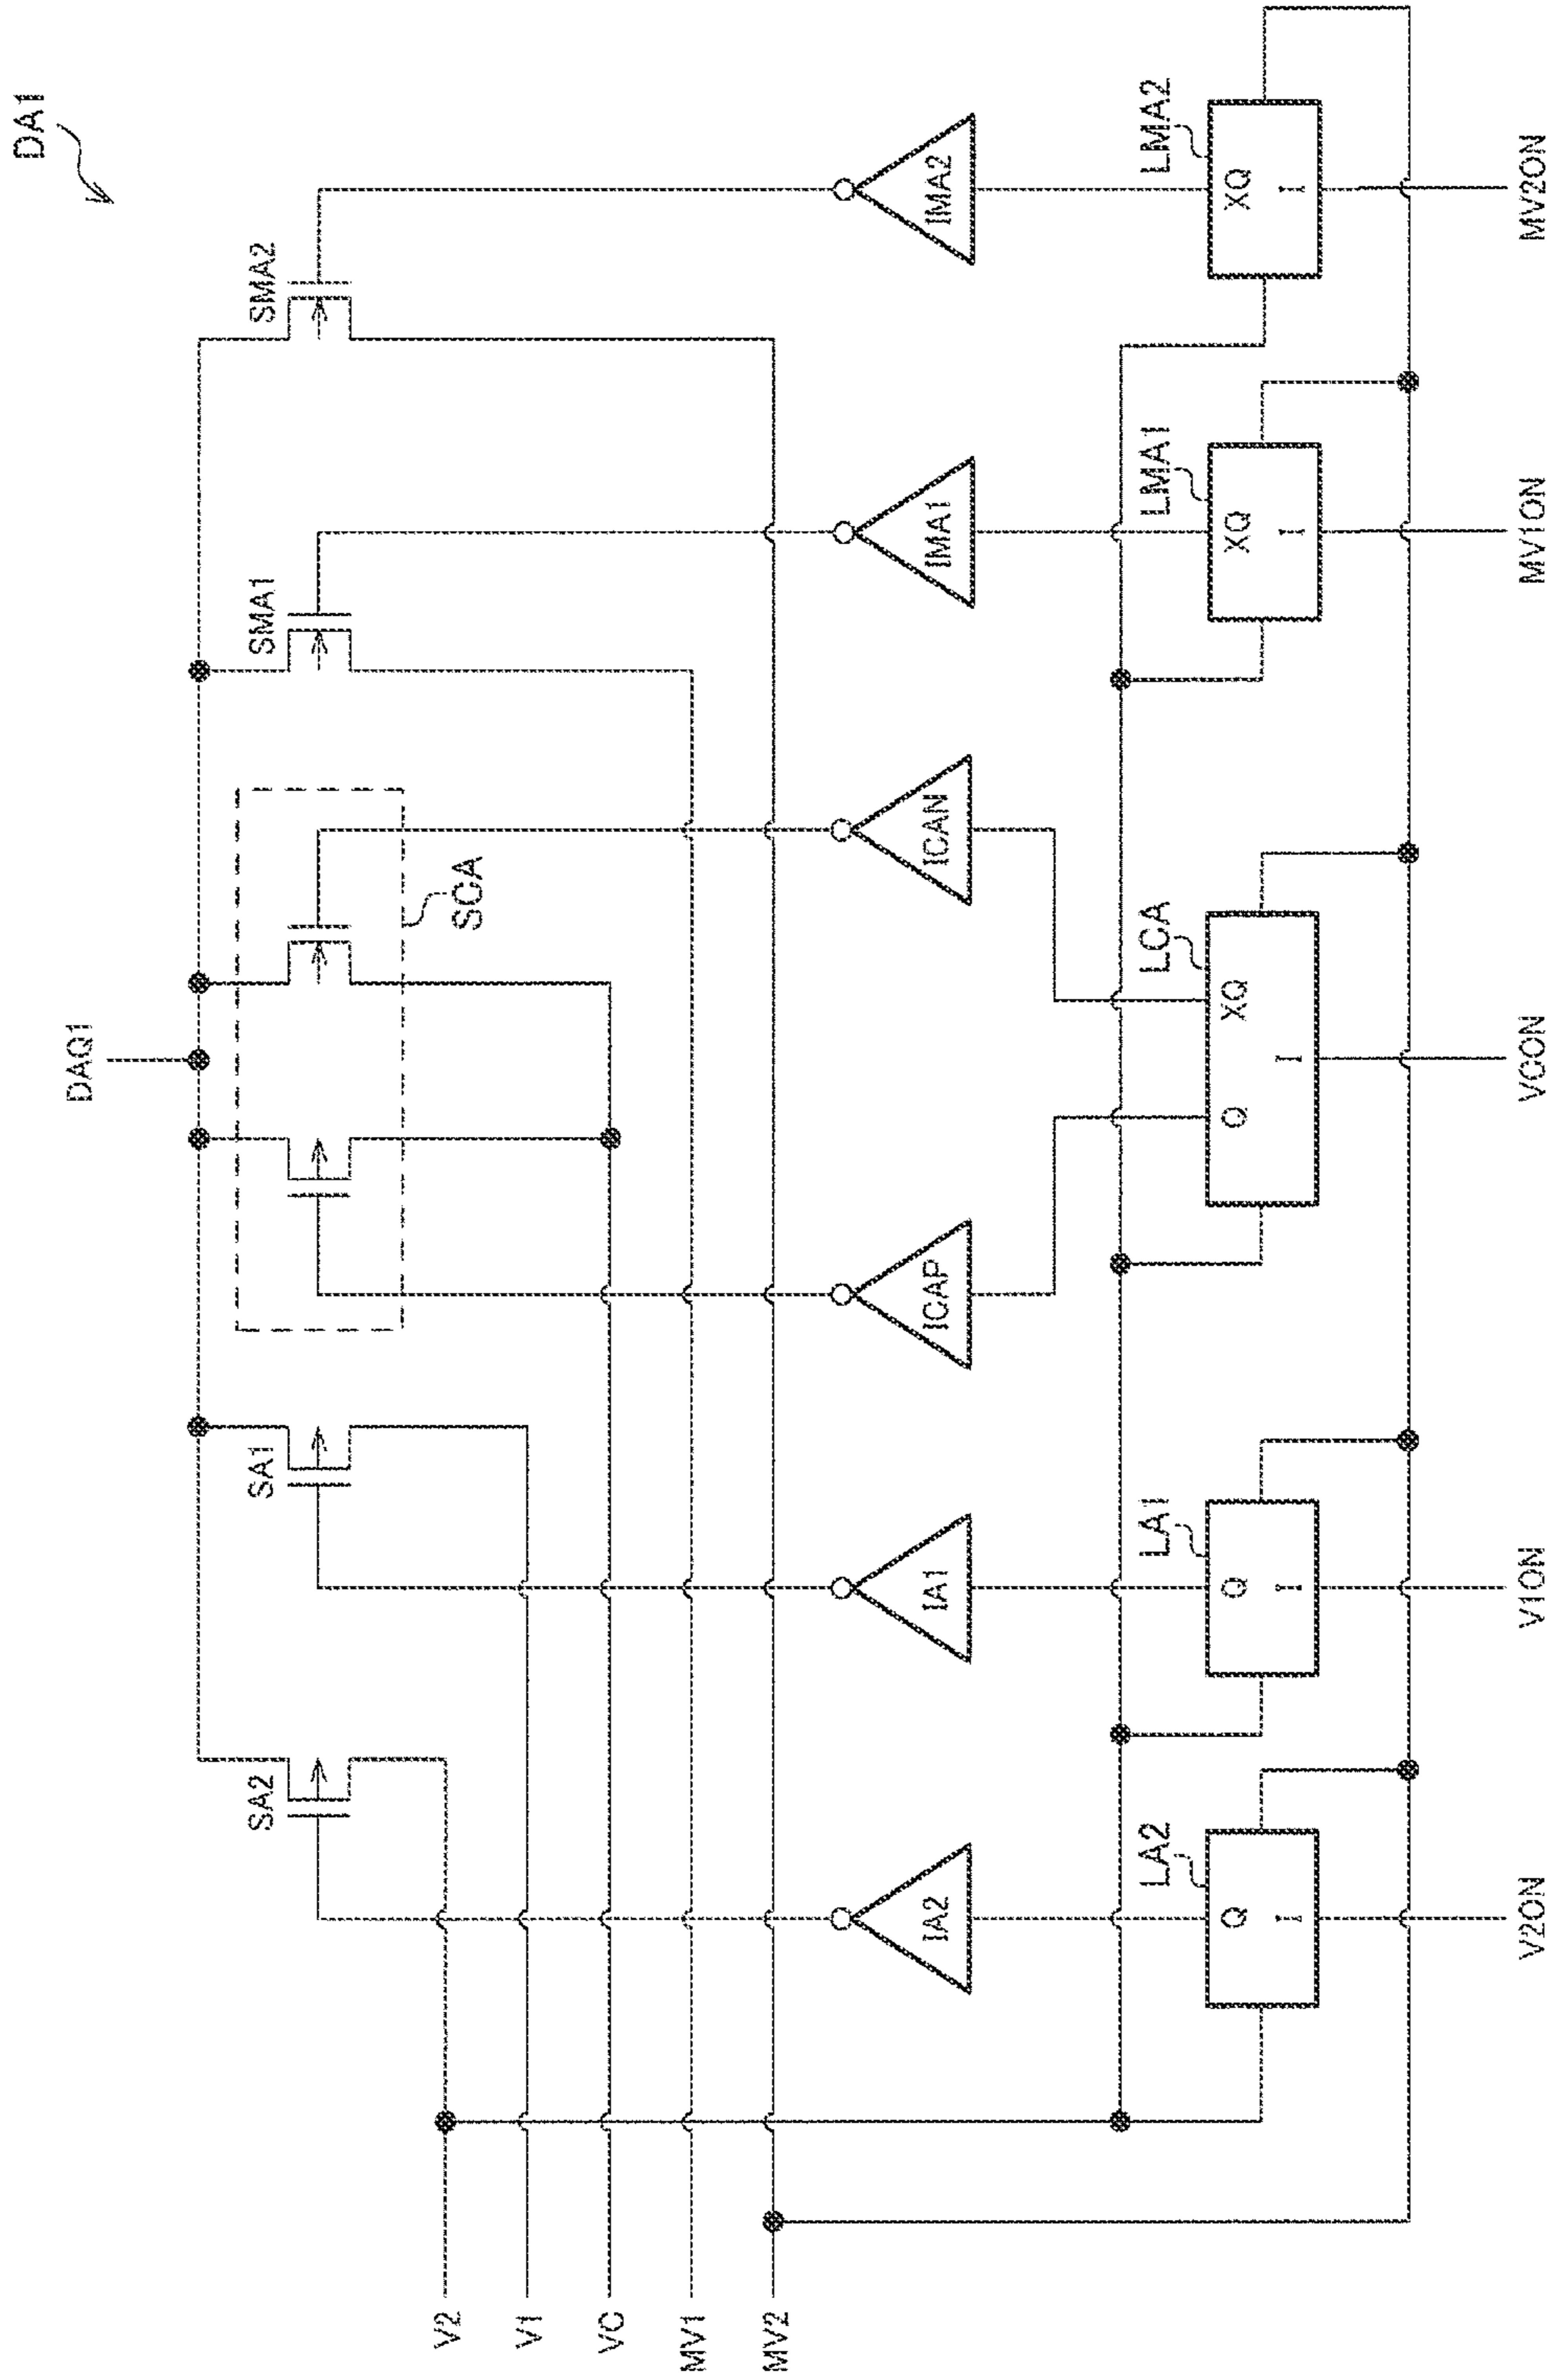 DA1
DAQ1
SA2
SA1
SCA
SMA1
SMA2
V2
V1
VC
MV1
MV2
IA2
IA1
ICAP
ICAN
IMA1
IMA2
LA2
LA1
LCA
LMA1
LMA2
Q
Q
Q
XQ
XQ
XQ
I
I
I
I
I
V2ON
V1ON
VCON
MV1ON
MV2ON